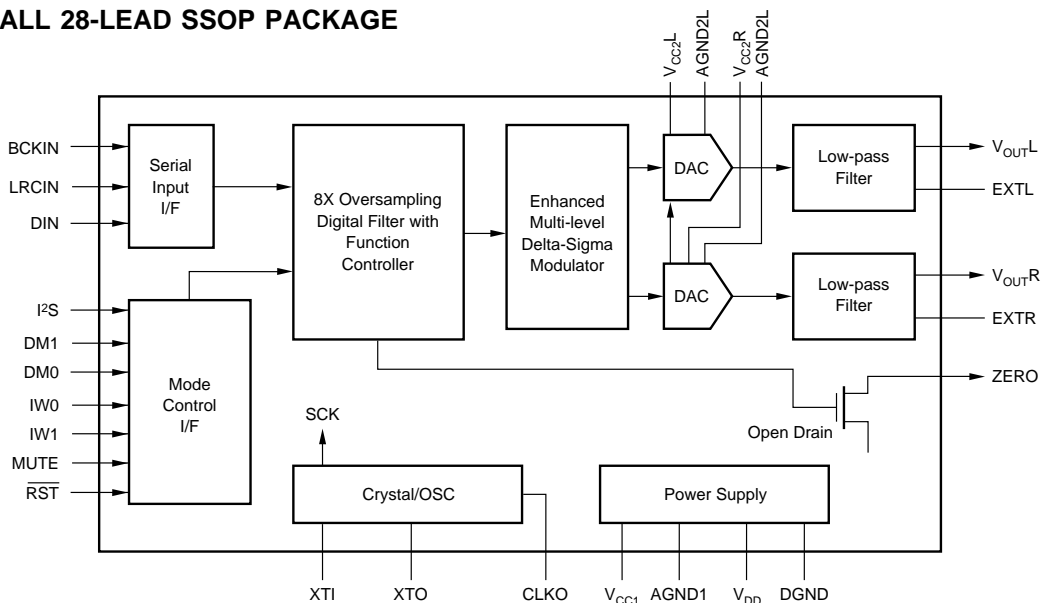 ALL 28-LEAD SSOP PACKAGE
VCC2L
AGND2L
VCC2R
AGND2L
BCKIN
LRCIN
DIN
Serial
Input
I/F
8X Oversampling
Digital Filter with
Function
Controller
Enhanced
Multi-level
Delta-Sigma
Modulator
DAC
Low-pass
Filter
VOUTL
EXTL
DAC
Low-pass
Filter
VOUTR
EXTR
I²S
DM1
DM0
IW0
IW1
MUTE
RST
Mode
Control
I/F
ZERO
Open Drain
SCK
Crystal/OSC
Power Supply
XTI
XTO
CLKO
VCC1
AGND1
VDD
DGND